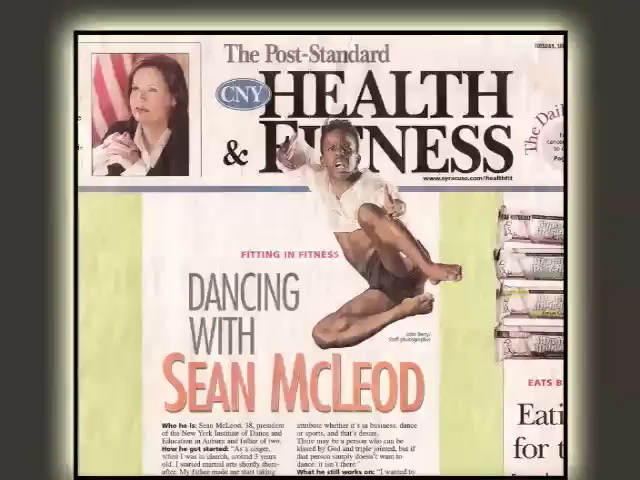 The Post-Standard
CNY HEALTH
& FITNESS
www.syracuse.com/healthfit
The Dail
FITTING IN FITNESS
DANCING
WITH
SEAN MCLEOD
Staff photographer
Who he is: Sean McLeod, 38, president
of the New York Institute of Dance and
Education in Auburn and father of two.
How he got started: "As a singer,
when I was in church, around 3 years
old. I started martial arts shortly there-
after. My father made me start taking
attribute whether it's in business, dance
or sports, and that's desire.
There may be a person who can be
kissed by God and triple jointed, but if
that person simply doesn't want to
dance, it isn't there."
What he still works on: "I wanted to
EATS B
Eati
for t